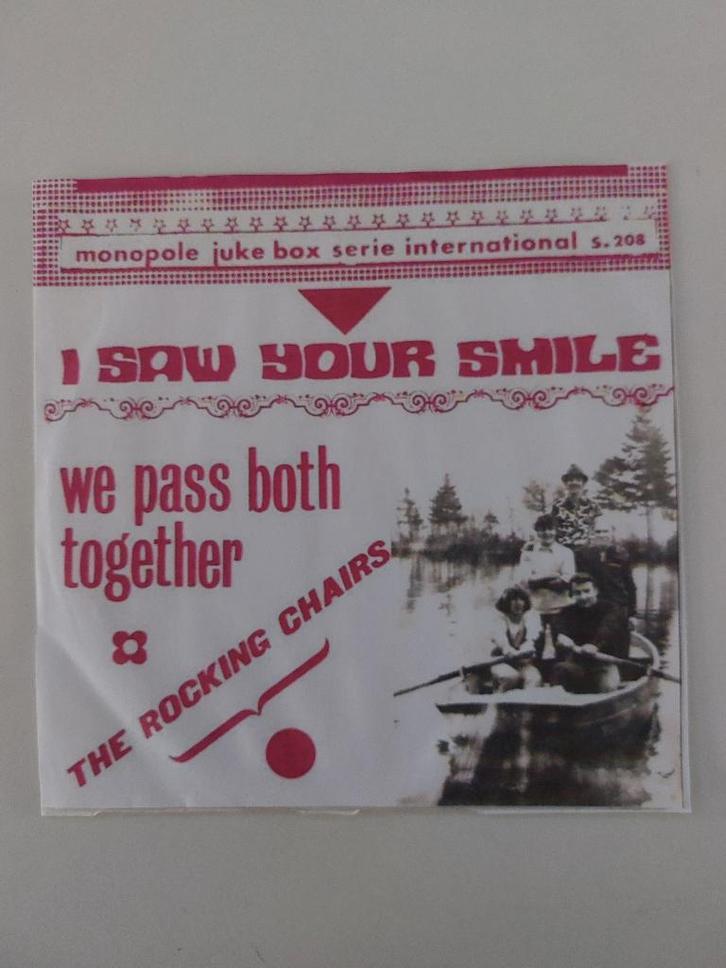 monopole juke box serie international s.208
I SAW YOUR SMILE
we pass both
together
THE ROCKING CHAIRS